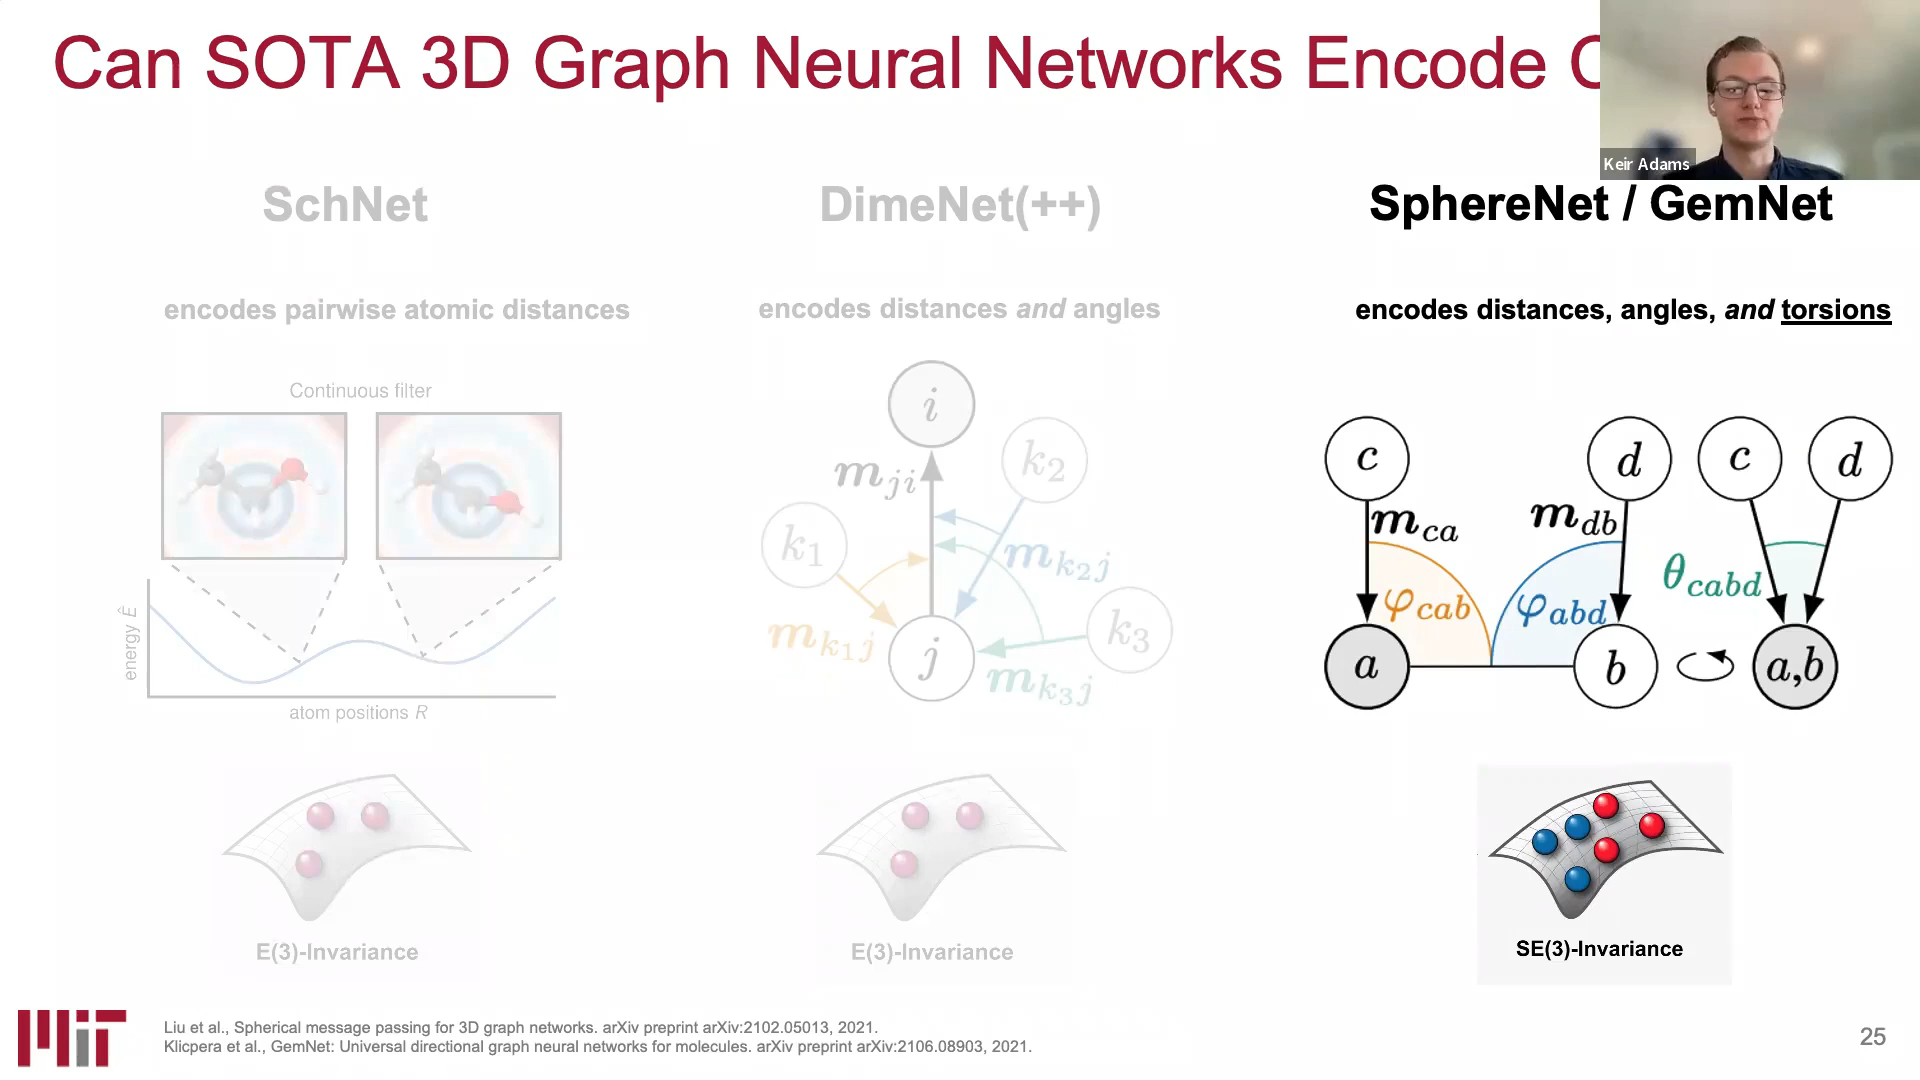 Can SOTA 3D Graph Neural Networks Encode
Keir Adams
SchNet
DimeNet(++)
SphereNet / GemNet
encodes pairwise atomic distances
encodes distances and angles
encodes distances, angles, and torsions
Continuous filter
energy Ê
atom positions R
i
k₂
m_ji
k₁
m_k₂j
m_k₁j
k₃
j
m_k₃j
c
d
c
d
m_ca
m_db
φ_cab
φ_abd
θ_cabd
a
b
a,b
E(3)-Invariance
E(3)-Invariance
SE(3)-Invariance
MIT
Liu et al., Spherical message passing for 3D graph networks. arXiv preprint arXiv:2102.05013, 2021.
Klicpera et al., GemNet: Universal directional graph neural networks for molecules. arXiv preprint arXiv:2106.08903, 2021.
25